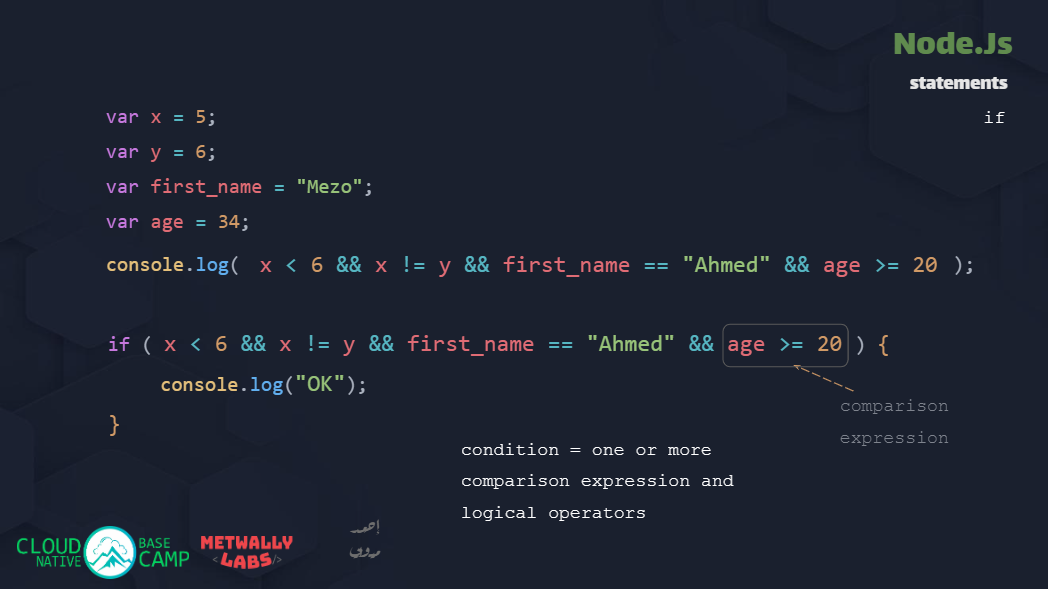 Node.Js
statements
if
var x = 5;
var y = 6;
var first_name = "Mezo";
var age = 34;
console.log( x < 6 && x != y && first_name == "Ahmed" && age >= 20 );
if ( x < 6 && x != y && first_name == "Ahmed" && age >= 20 ) {
console.log("OK");
}
comparison
expression
condition = one or more
comparison expression and
logical operators
CLOUD NATIVE BASE CAMP
METWALLY
<LABS/>
أحمد